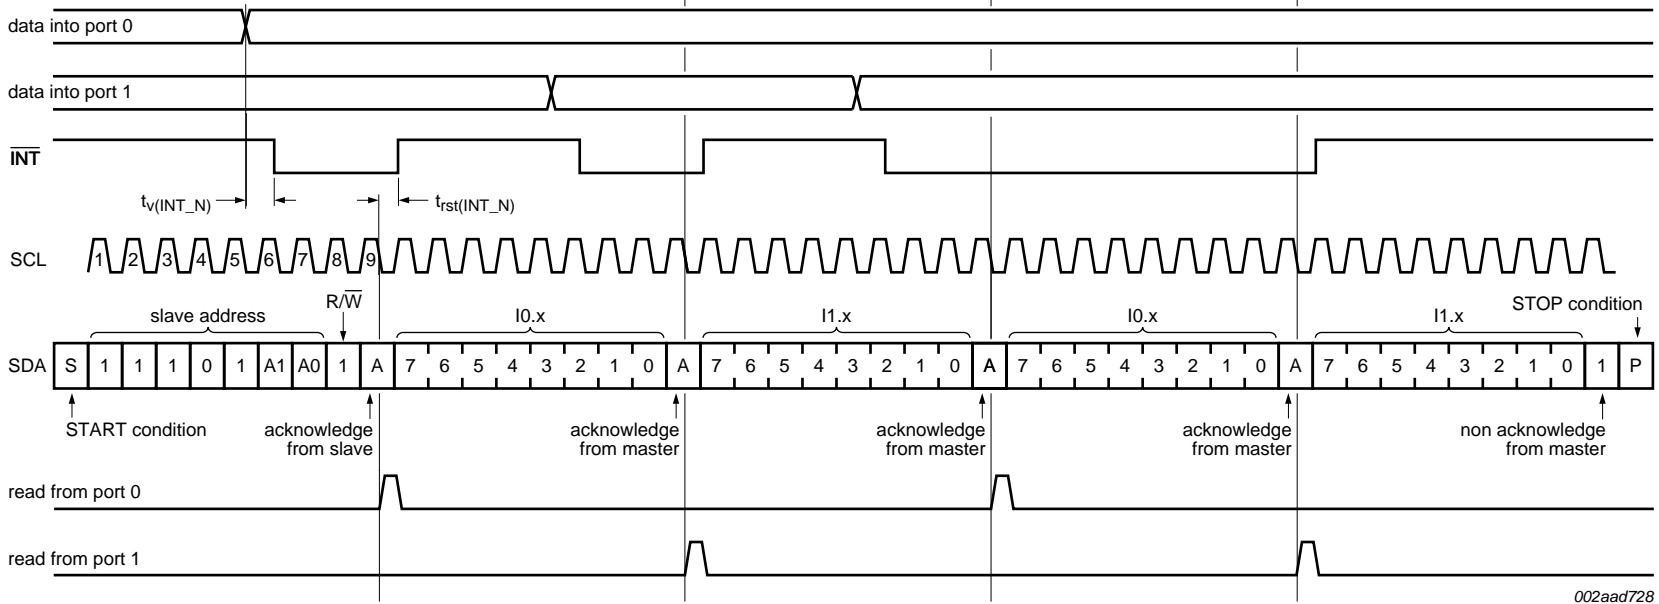 data into port 0
data into port 1
INT
tv(INT_N)
trst(INT_N)
SCL
1 2 3 4 5 6 7 8 9
R/W
STOP condition
slave address
I0.x
I1.x
I0.x
I1.x
SDA S 1 1 1 0 1 A1 A0 1 A 7 6 5 4 3 2 1 0 A 7 6 5 4 3 2 1 0 A 7 6 5 4 3 2 1 0 A 7 6 5 4 3 2 1 0 1 P
START condition
acknowledge
from slave
acknowledge
from master
acknowledge
from master
acknowledge
from master
non acknowledge
from master
read from port 0
read from port 1
002aad728